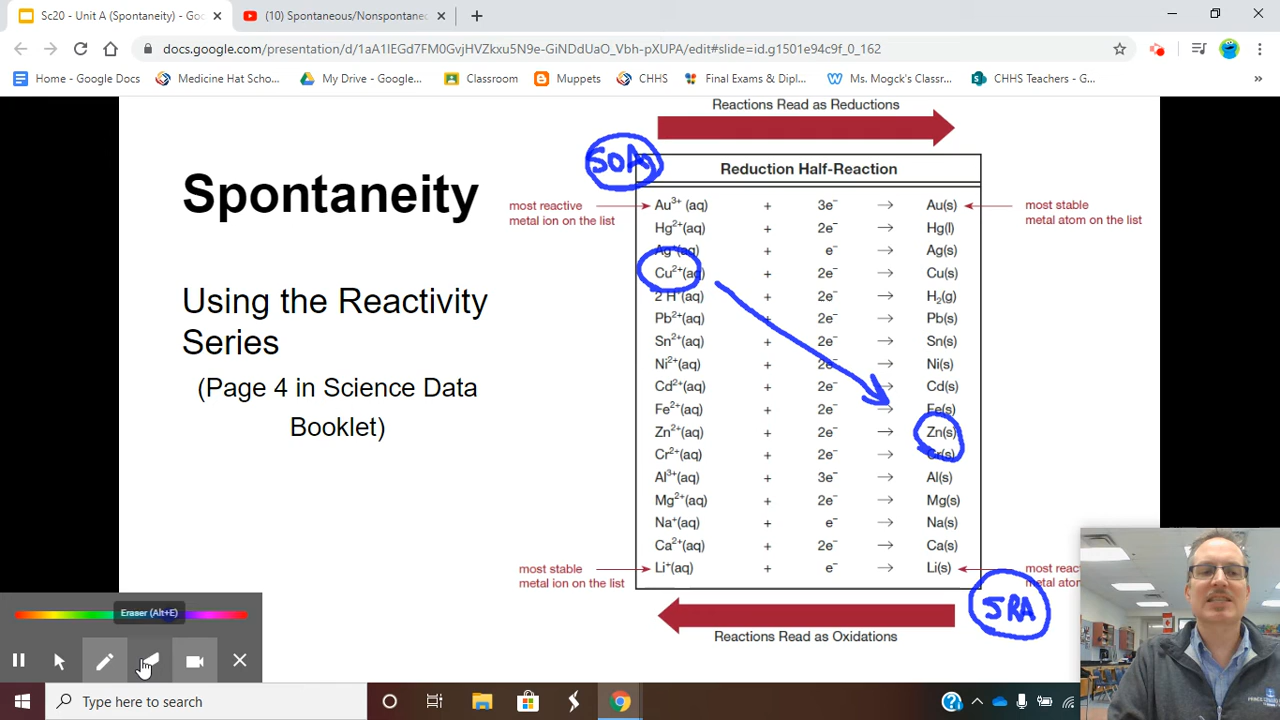 Sc20 - Unit A (Spontaneity) - Goo
(10) Spontaneous/Nonspontaneo
docs.google.com/presentation/d/1aA1IEGd7FM0GvjHVZkxu5N9e-GiNDdUaO_Vbh-pXUPA/edit#slide=id.g1501e94c9f_0_162
Home - Google Docs
Medicine Hat Scho...
My Drive - Google...
Classroom
Muppets
CHHS
Final Exams & Dipl...
Ms. Mogck's Classr...
CHHS Teachers - G...
»
Reactions Read as Reductions
SOA
Reduction Half-Reaction
Spontaneity
most reactive
metal ion on the list
Au³⁺ (aq) + 3e⁻ → Au(s)
most stable
metal atom on the list
Hg²⁺(aq) + 2e⁻ → Hg(l)
Ag⁺(aq) + e⁻ → Ag(s)
Cu²⁺(aq) + 2e⁻ → Cu(s)
2 H⁺(aq) + 2e⁻ → H₂(g)
Pb²⁺(aq) + 2e⁻ → Pb(s)
Sn²⁺(aq) + 2e⁻ → Sn(s)
Ni²⁺(aq) + 2e⁻ → Ni(s)
Cd²⁺(aq) + 2e⁻ → Cd(s)
Fe²⁺(aq) + 2e⁻ → Fe(s)
Zn²⁺(aq) + 2e⁻ → Zn(s)
Cr²⁺(aq) + 2e⁻ → Cr(s)
Al³⁺(aq) + 3e⁻ → Al(s)
Mg²⁺(aq) + 2e⁻ → Mg(s)
Na⁺(aq) + e⁻ → Na(s)
Ca²⁺(aq) + 2e⁻ → Ca(s)
Li⁺(aq) + e⁻ → Li(s)
Using the Reactivity
Series
(Page 4 in Science Data
Booklet)
most stable
metal ion on the list
most reac
metal atom
SRA
Reactions Read as Oxidations
Eraser (Alt+E)
Type here to search